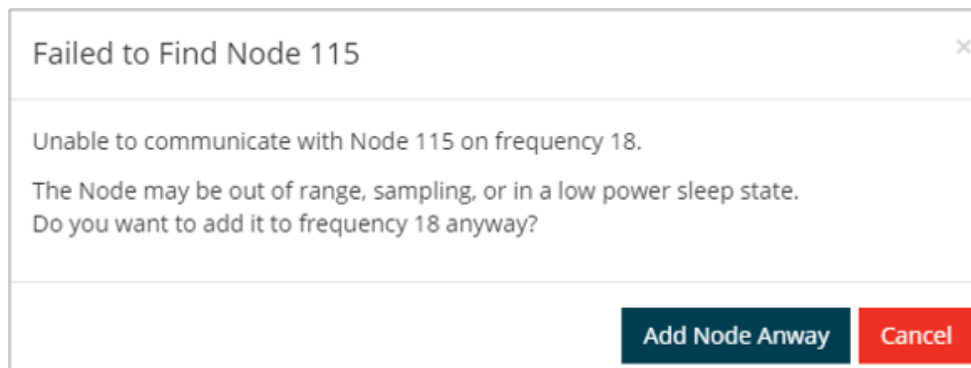 Failed to Find Node 115
×
Unable to communicate with Node 115 on frequency 18.
The Node may be out of range, sampling, or in a low power sleep state.
Do you want to add it to frequency 18 anyway?
Add Node Anway Cancel